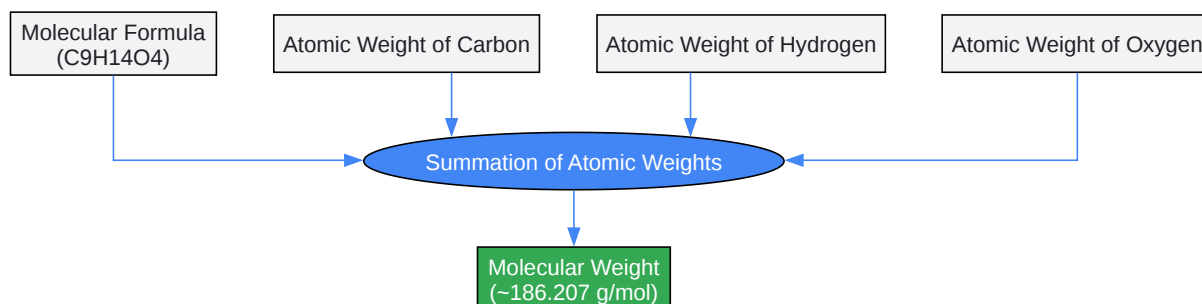 Molecular Formula
(C9H14O4)
Atomic Weight of Carbon
Atomic Weight of Hydrogen
Atomic Weight of Oxygen
Summation of Atomic Weights
Molecular Weight
(~186.207 g/mol)